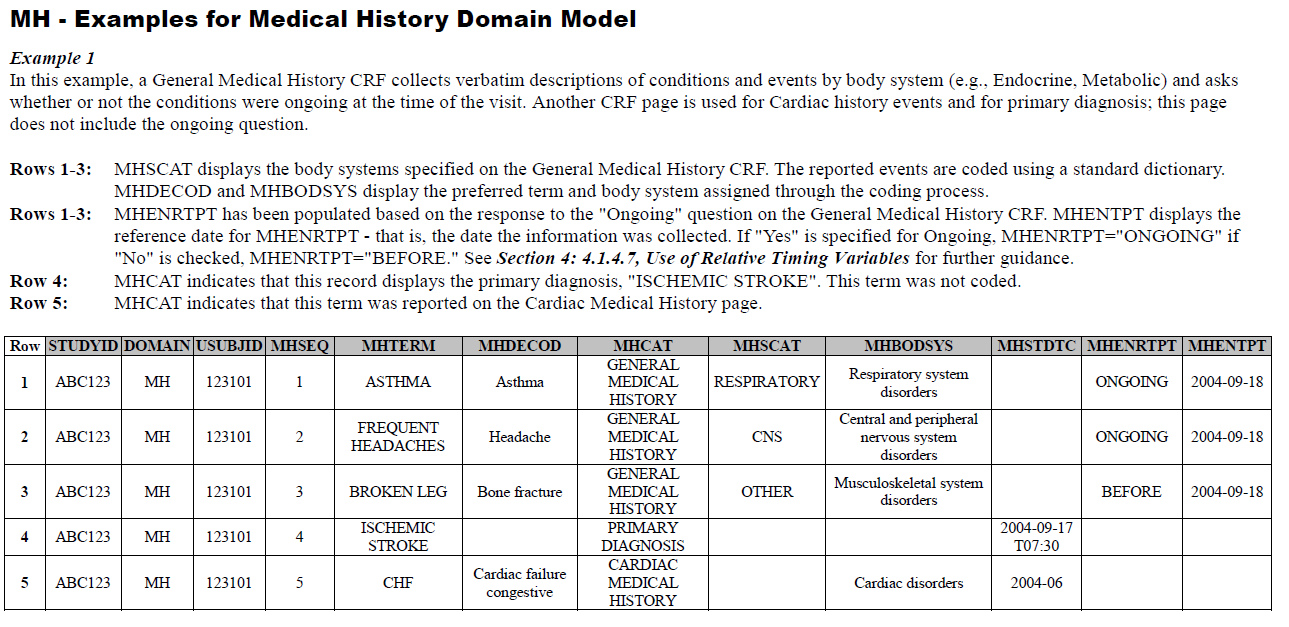 MH - Examples for Medical History Domain Model
Example 1
In this example, a General Medical History CRF collects verbatim descriptions of conditions and events by body system (e.g., Endocrine, Metabolic) and asks
whether or not the conditions were ongoing at the time of the visit. Another CRF page is used for Cardiac history events and for primary diagnosis; this page
does not include the ongoing question.
Rows 1-3: MHSCAT displays the body systems specified on the General Medical History CRF. The reported events are coded using a standard dictionary.
MHDECOD and MHBODSYS display the preferred term and body system assigned through the coding process.
Rows 1-3: MHENRTPT has been populated based on the response to the "Ongoing" question on the General Medical History CRF. MHENTPT displays the
reference date for MHENRTPT - that is, the date the information was collected. If "Yes" is specified for Ongoing, MHENRTPT="ONGOING" if
"No" is checked, MHENRTPT="BEFORE." See Section 4: 4.1.4.7, Use of Relative Timing Variables for further guidance.
Row 4: MHCAT indicates that this record displays the primary diagnosis, "ISCHEMIC STROKE". This term was not coded.
Row 5: MHCAT indicates that this term was reported on the Cardiac Medical History page.
Row STUDYID DOMAIN USUBJID MHSEQ MHTERM MHDECOD MHCAT MHSCAT MHBODSYS MHSTDTC MHENRTPT MHENTPT
1 ABC123 MH 123101 1 ASTHMA Asthma GENERAL MEDICAL HISTORY RESPIRATORY Respiratory system disorders ONGOING 2004-09-18
2 ABC123 MH 123101 2 FREQUENT HEADACHES Headache GENERAL MEDICAL HISTORY CNS Central and peripheral nervous system disorders ONGOING 2004-09-18
3 ABC123 MH 123101 3 BROKEN LEG Bone fracture GENERAL MEDICAL HISTORY OTHER Musculoskeletal system disorders BEFORE 2004-09-18
4 ABC123 MH 123101 4 ISCHEMIC STROKE PRIMARY DIAGNOSIS 2004-09-17 T07:30
5 ABC123 MH 123101 5 CHF Cardiac failure congestive CARDIAC MEDICAL HISTORY Cardiac disorders 2004-06